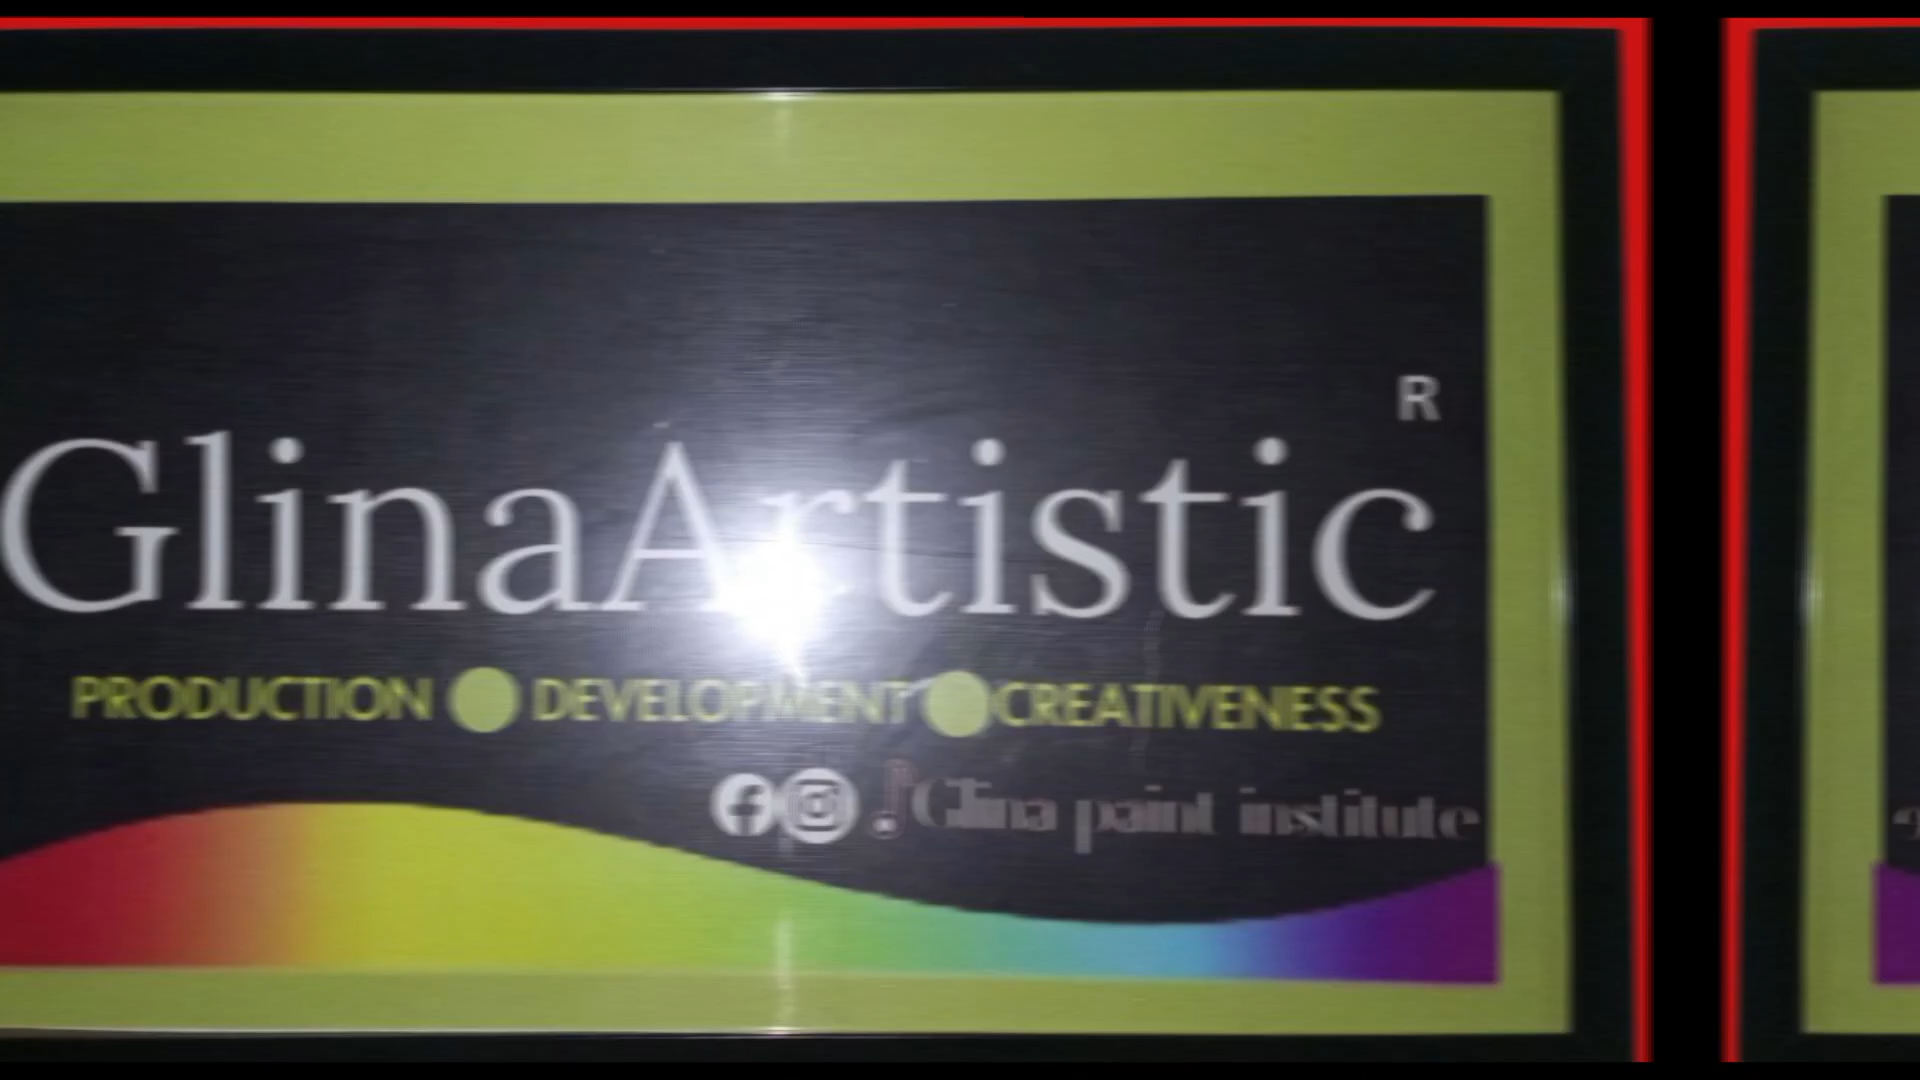 R
GlinaArtistic
PRODUCTION DEVELOPMENT CREATIVENESS
Glina paint institute